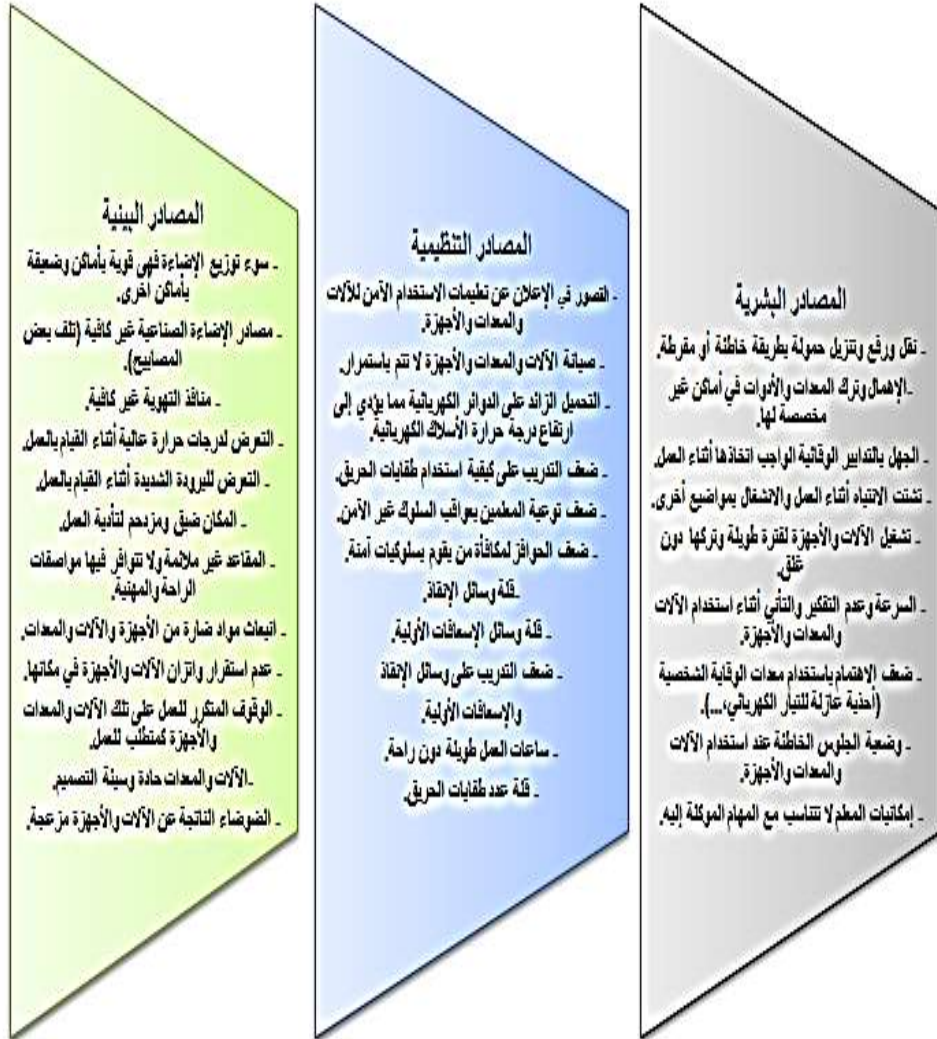 المصادر البشرية
- نقل ورفع وتنزيل حمولة بطريقة خاطئة أو مفرطة.
-الإهمال وترك المعدات والأدوات في أماكن غير
مخصصة لها.
- الجهل بالتدابير الوقائية الواجب اتخاذها أثناء العمل.
- تشتت الانتباه أثناء العمل والانشغال بمواضيع أخرى.
- تشغيل الآلات والأجهزة لفترة طويلة وتركها دون
غلق.
- السرعة وعدم التفكير والتأني أثناء استخدام الآلات
والمعدات والأجهزة.
- ضعف الاهتمام باستخدام معدات الوقاية الشخصية
(أحذية عازلة للتيار الكهربائي،...).
- وضعية الجلوس الخاطئة عند استخدام الآلات
والمعدات والأجهزة.
- إمكانيات المعلم لا تتناسب مع المهام الموكلة إليه.
المصادر التنظيمية
- القصور في الإعلان عن تعليمات الاستخدام الآمن للآلات
والمعدات والأجهزة.
- صيانة الآلات والمعدات والأجهزة لا تتم باستمرار.
- التحميل الزائد على الدوائر الكهربائية مما يؤدي إلى
ارتفاع درجة حرارة الأسلاك الكهربائية.
- ضعف التدريب على كيفية استخدام طفايات الحريق.
- ضعف توعية المعلمين بعواقب السلوك غير الآمن.
- ضعف الحوافز لمكافأة من يقوم بسلوكيات آمنة.
-قلة وسائل الإنقاذ.
- قلة وسائل الإسعافات الأولية.
- ضعف التدريب على وسائل الإنقاذ
والإسعافات الأولية.
- ساعات العمل طويلة دون راحة.
- قلة عدد طفايات الحريق.
المصادر البيئية
- سوء توزيع الإضاءة فهي قوية بأماكن وضعيفة
بأماكن أخرى.
- مصادر الإضاءة الصناعية غير كافية (تلف بعض
المصابيح).
- منافذ التهوية غير كافية.
- التعرض لدرجات حرارة عالية أثناء القيام بالعمل.
- التعرض للبرودة الشديدة أثناء القيام بالعمل.
- المكان ضيق ومزدحم لتأدية العمل.
- المقاعد غير ملائمة ولا تتوافر فيها مواصفات
الراحة والمهنية.
- انبعاث مواد ضارة من الأجهزة والآلات والمعدات.
- عدم استقرار واتزان الآلات والأجهزة في مكانها.
- الوقوف المتكرر للعمل على تلك الآلات والمعدات
والأجهزة كمتطلب للعمل.
-الآلات والمعدات حادة وسيئة التصميم.
- الضوضاء الناتجة عن الآلات والأجهزة مزعجة.